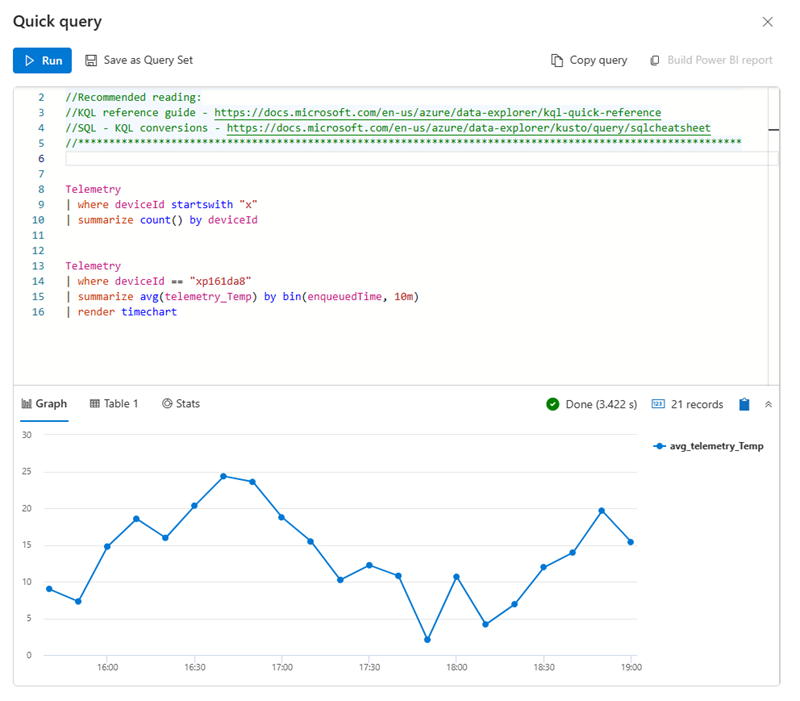 Quick query
Run Save as Query Set Copy query Build Power BI report
2 //Recommended reading:
3 //KQL reference guide - https://docs.microsoft.com/en-us/azure/data-explorer/kql-quick-reference
4 //SQL - KQL conversions - https://docs.microsoft.com/en-us/azure/data-explorer/kusto/query/sqlcheatsheet
5 //*********************************************************************************************************
6
7
8 Telemetry
9 | where deviceId startswith "x"
10 | summarize count() by deviceId
11
12
13 Telemetry
14 | where deviceId == "xp161da8"
15 | summarize avg(telemetry_Temp) by bin(enqueuedTime, 10m)
16 | render timechart
Graph Table 1 Stats Done (3.422 s) 123 21 records
30
avg_telemetry_Temp
25
20
15
10
5
0
16:00 16:30 17:00 17:30 18:00 18:30 19:00